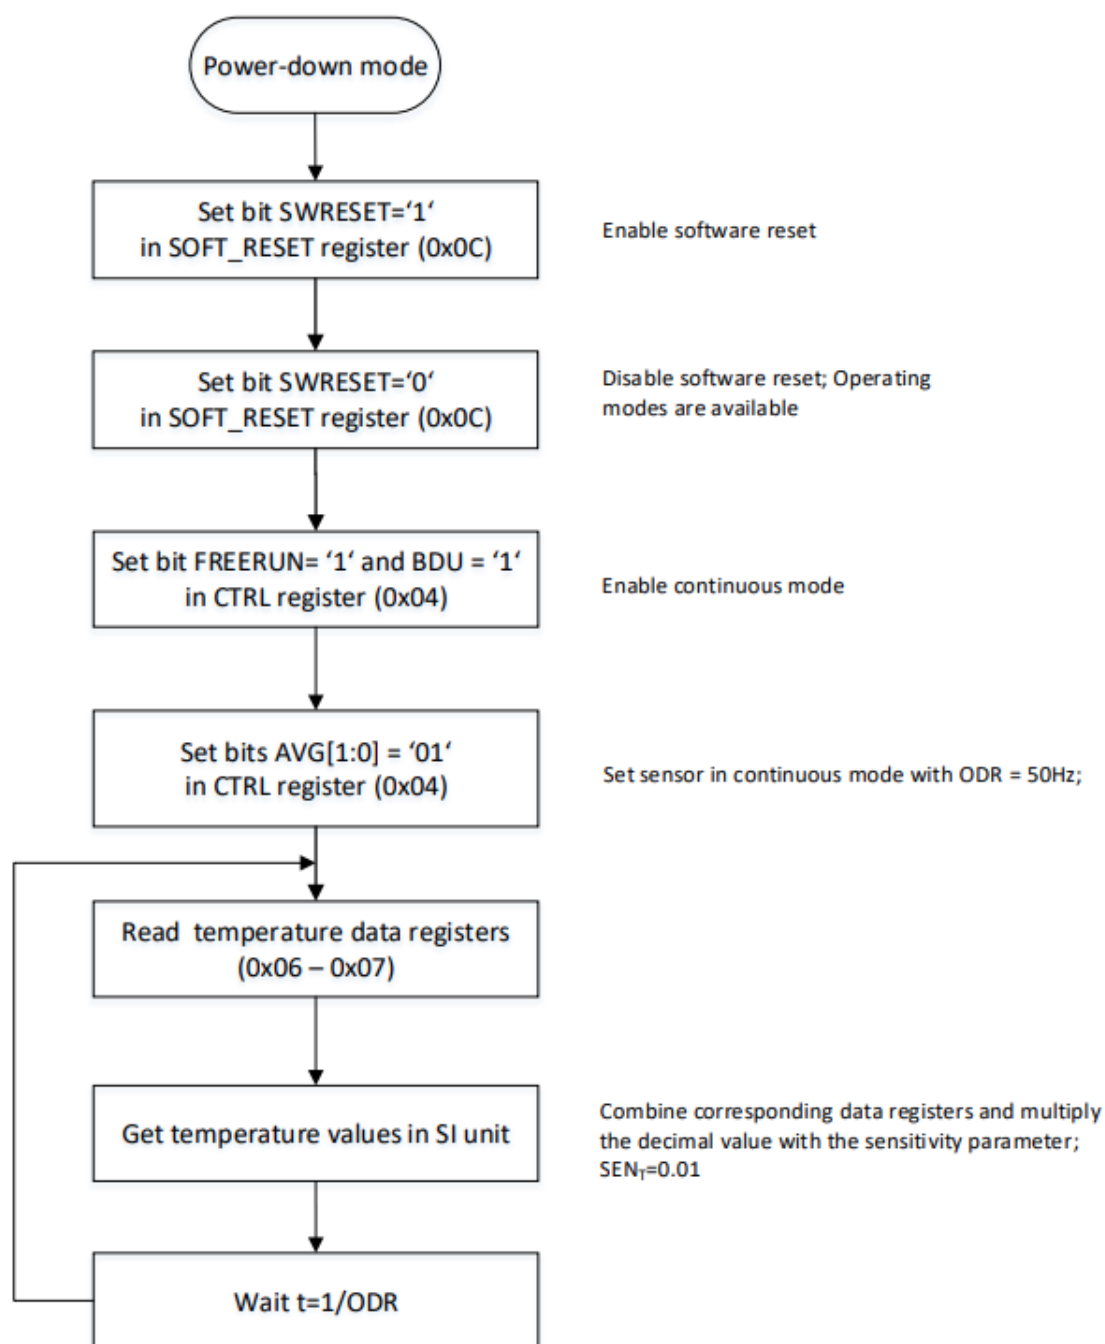 Power-down mode
Set bit SWRESET=‘1‘
in SOFT_RESET register (0x0C)
Enable software reset
Set bit SWRESET=‘0‘
in SOFT_RESET register (0x0C)
Disable software reset; Operating
modes are available
Set bit FREERUN= ‘1‘ and BDU = ‘1‘
in CTRL register (0x04)
Enable continuous mode
Set bits AVG[1:0] = ‘01‘
in CTRL register (0x04)
Set sensor in continuous mode with ODR = 50Hz;
Read temperature data registers
(0x06 – 0x07)
Get temperature values in SI unit
Combine corresponding data registers and multiply
the decimal value with the sensitivity parameter;
SENT=0.01
Wait t=1/ODR